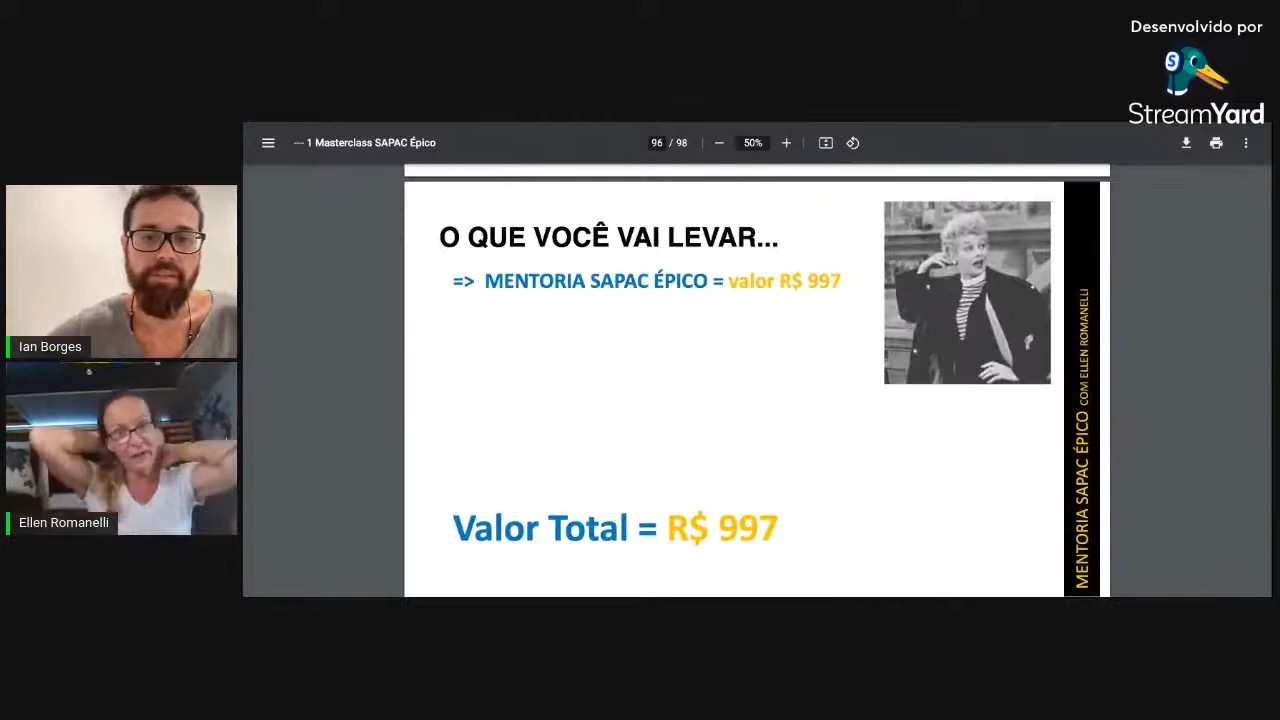 Desenvolvido por
StreamYard
— 1 Masterclass SAPAC Épico
96 / 98
50%
O QUE VOCÊ VAI LEVAR...
=> MENTORIA SAPAC ÉPICO = valor R$ 997
Valor Total = R$ 997
MENTORIA SAPAC ÉPICO COM ELLEN ROMANELLI
Ian Borges
Ellen Romanelli